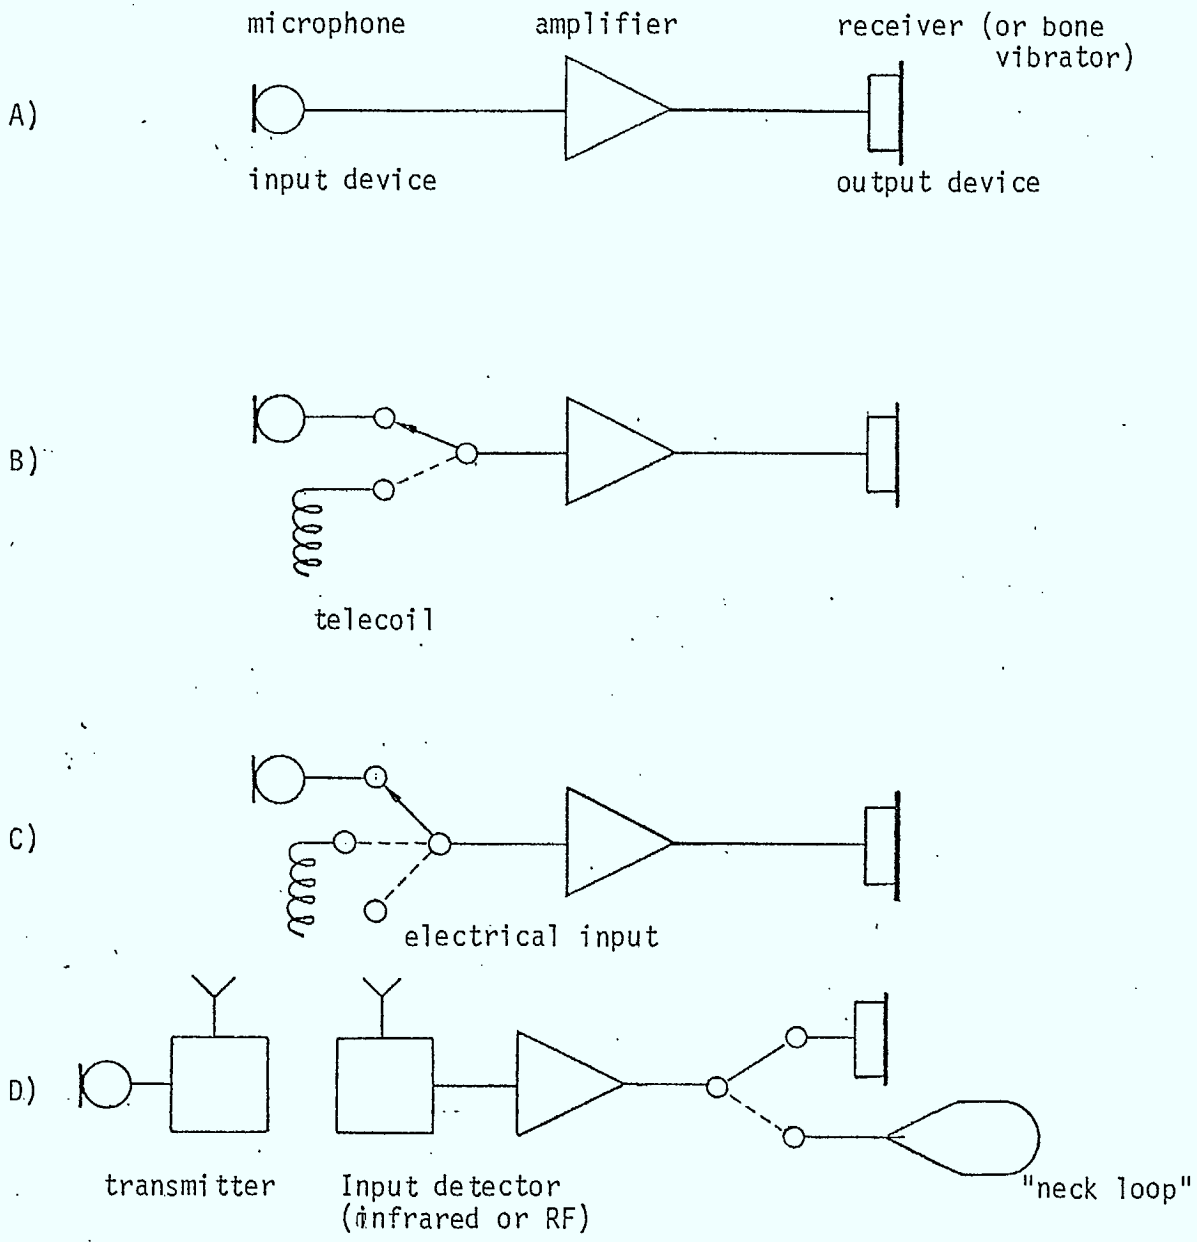 microphone amplifier receiver (or bone
vibrator)
A)
input device output device
B)
telecoil
C)
electrical input
D)
transmitter Input detector "neck loop"
(infrared or RF)